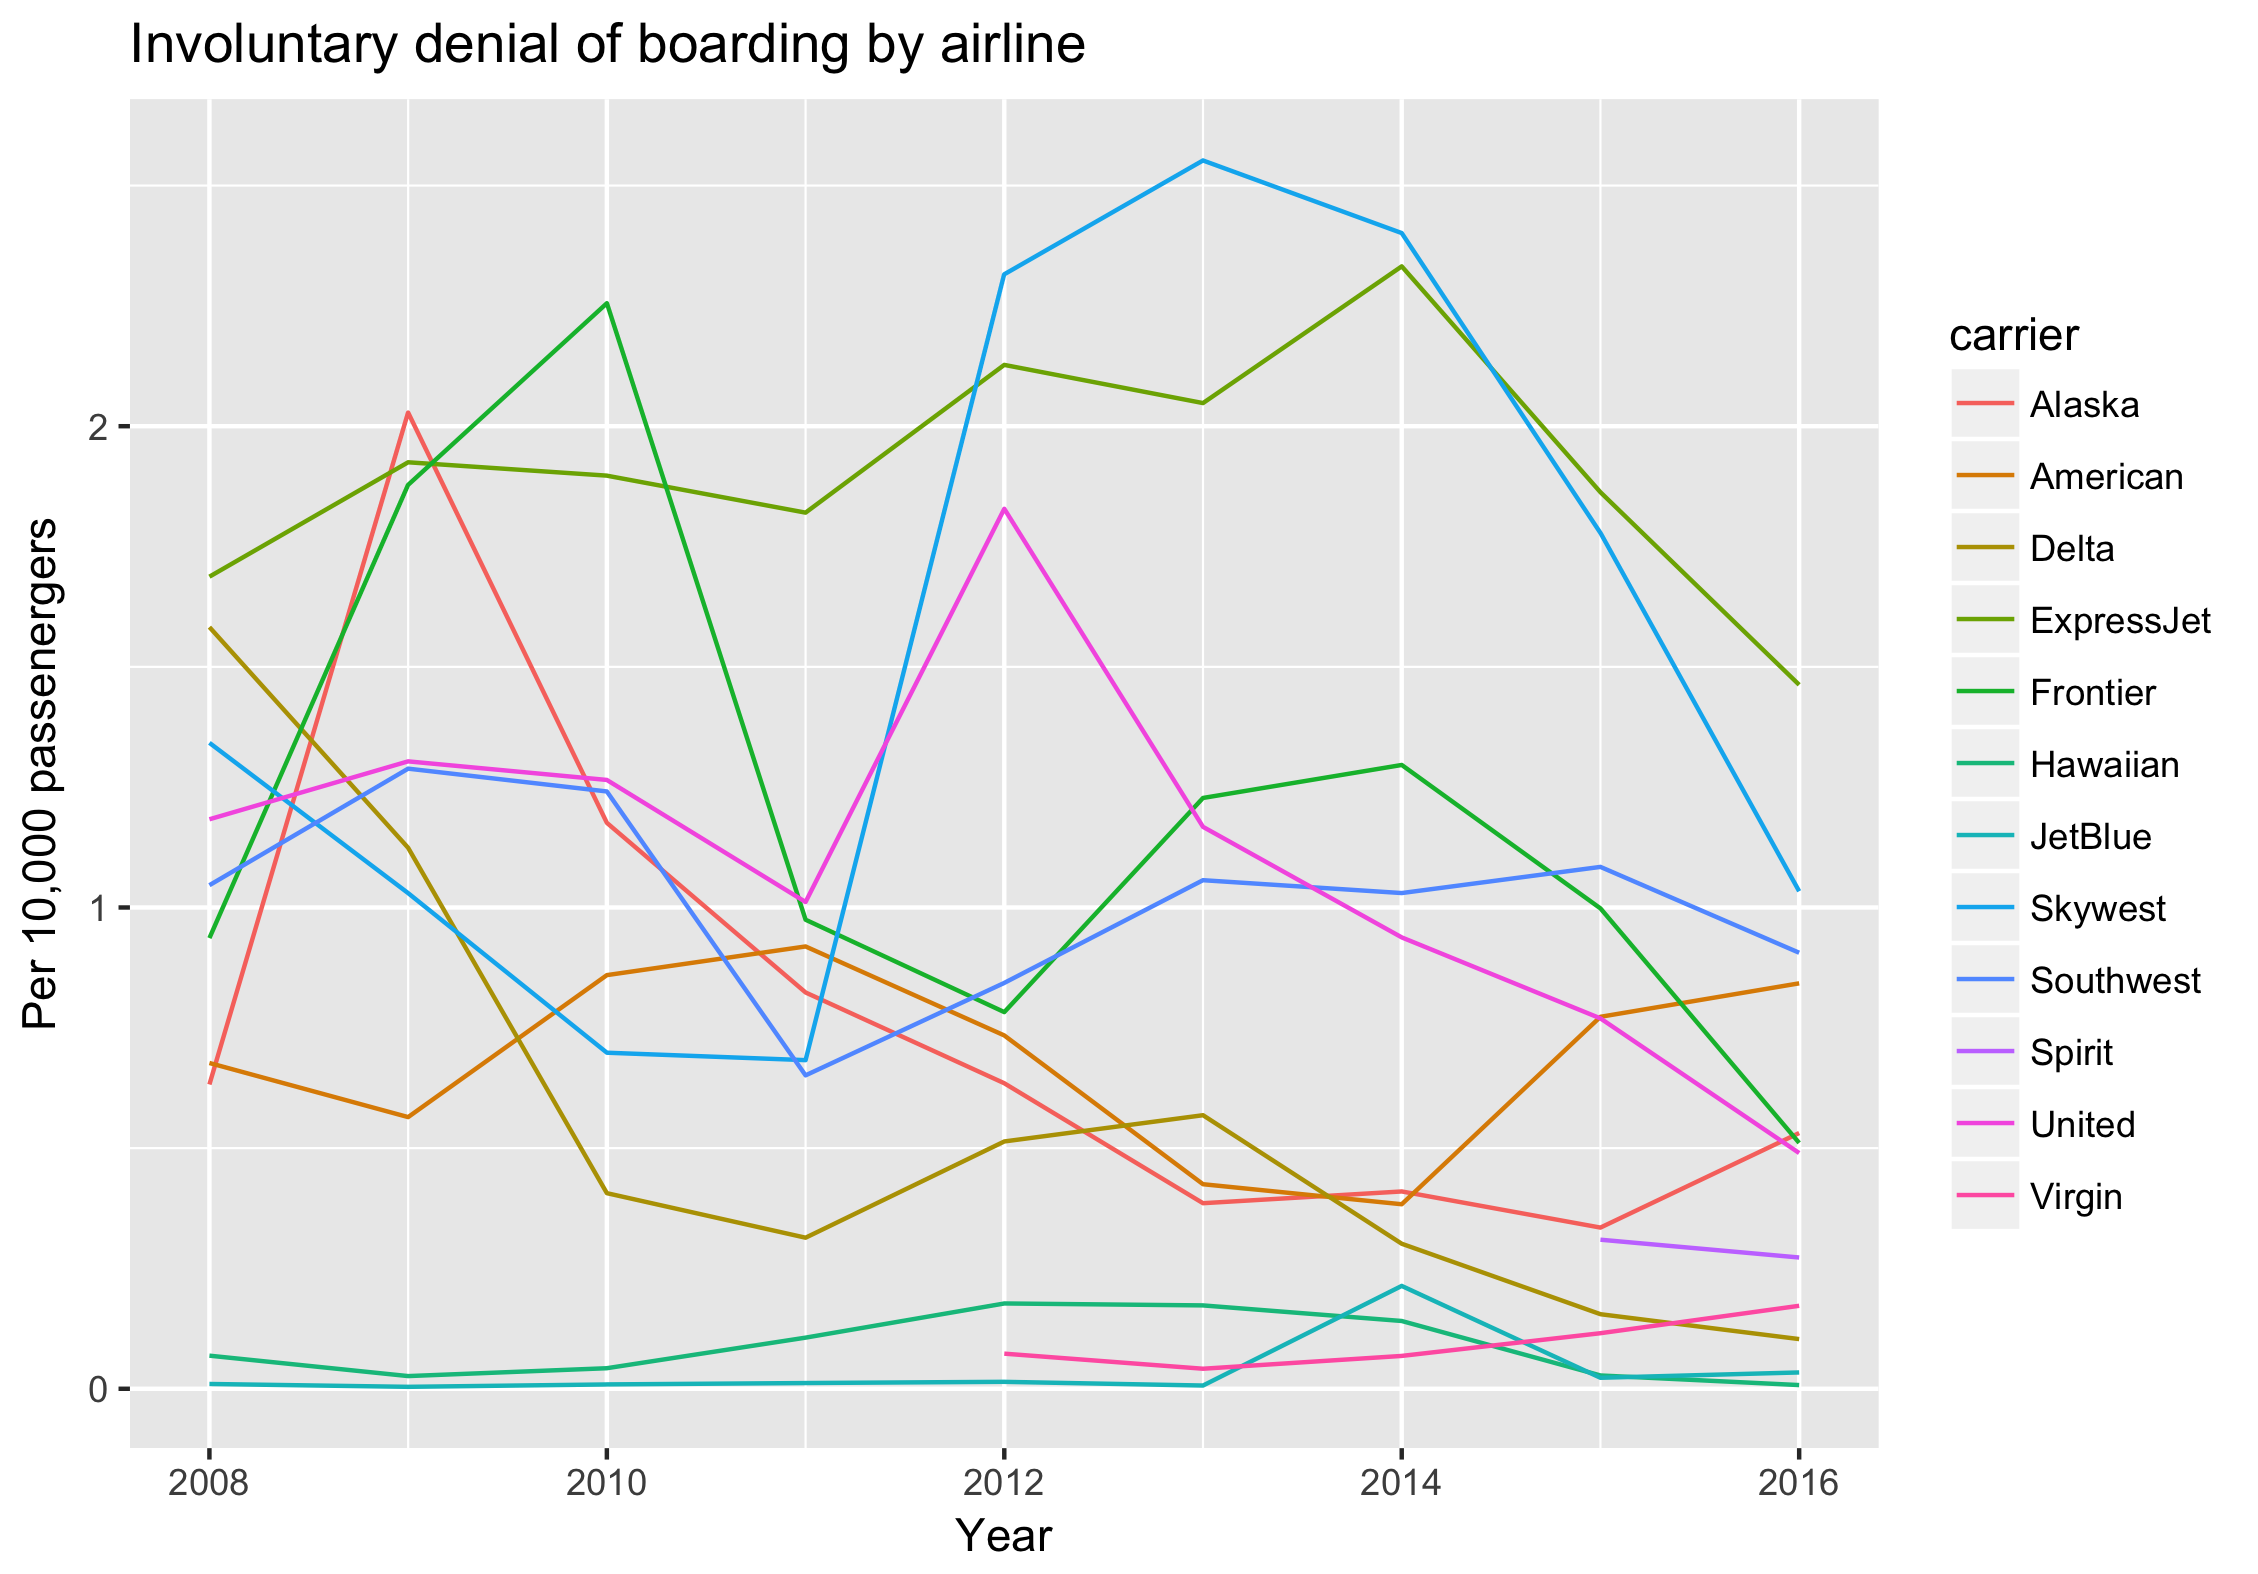 Involuntary denial of boarding by airline
Per 10,000 passenergers
2
1
0
2008 2010 2012 2014 2016
Year
carrier
Alaska
American
Delta
ExpressJet
Frontier
Hawaiian
JetBlue
Skywest
Southwest
Spirit
United
Virgin